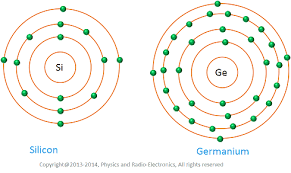 Si
Ge
Silicon
Germanium
Copyright@2013-2014, Physics and Radio-Electronics, All rights reserved